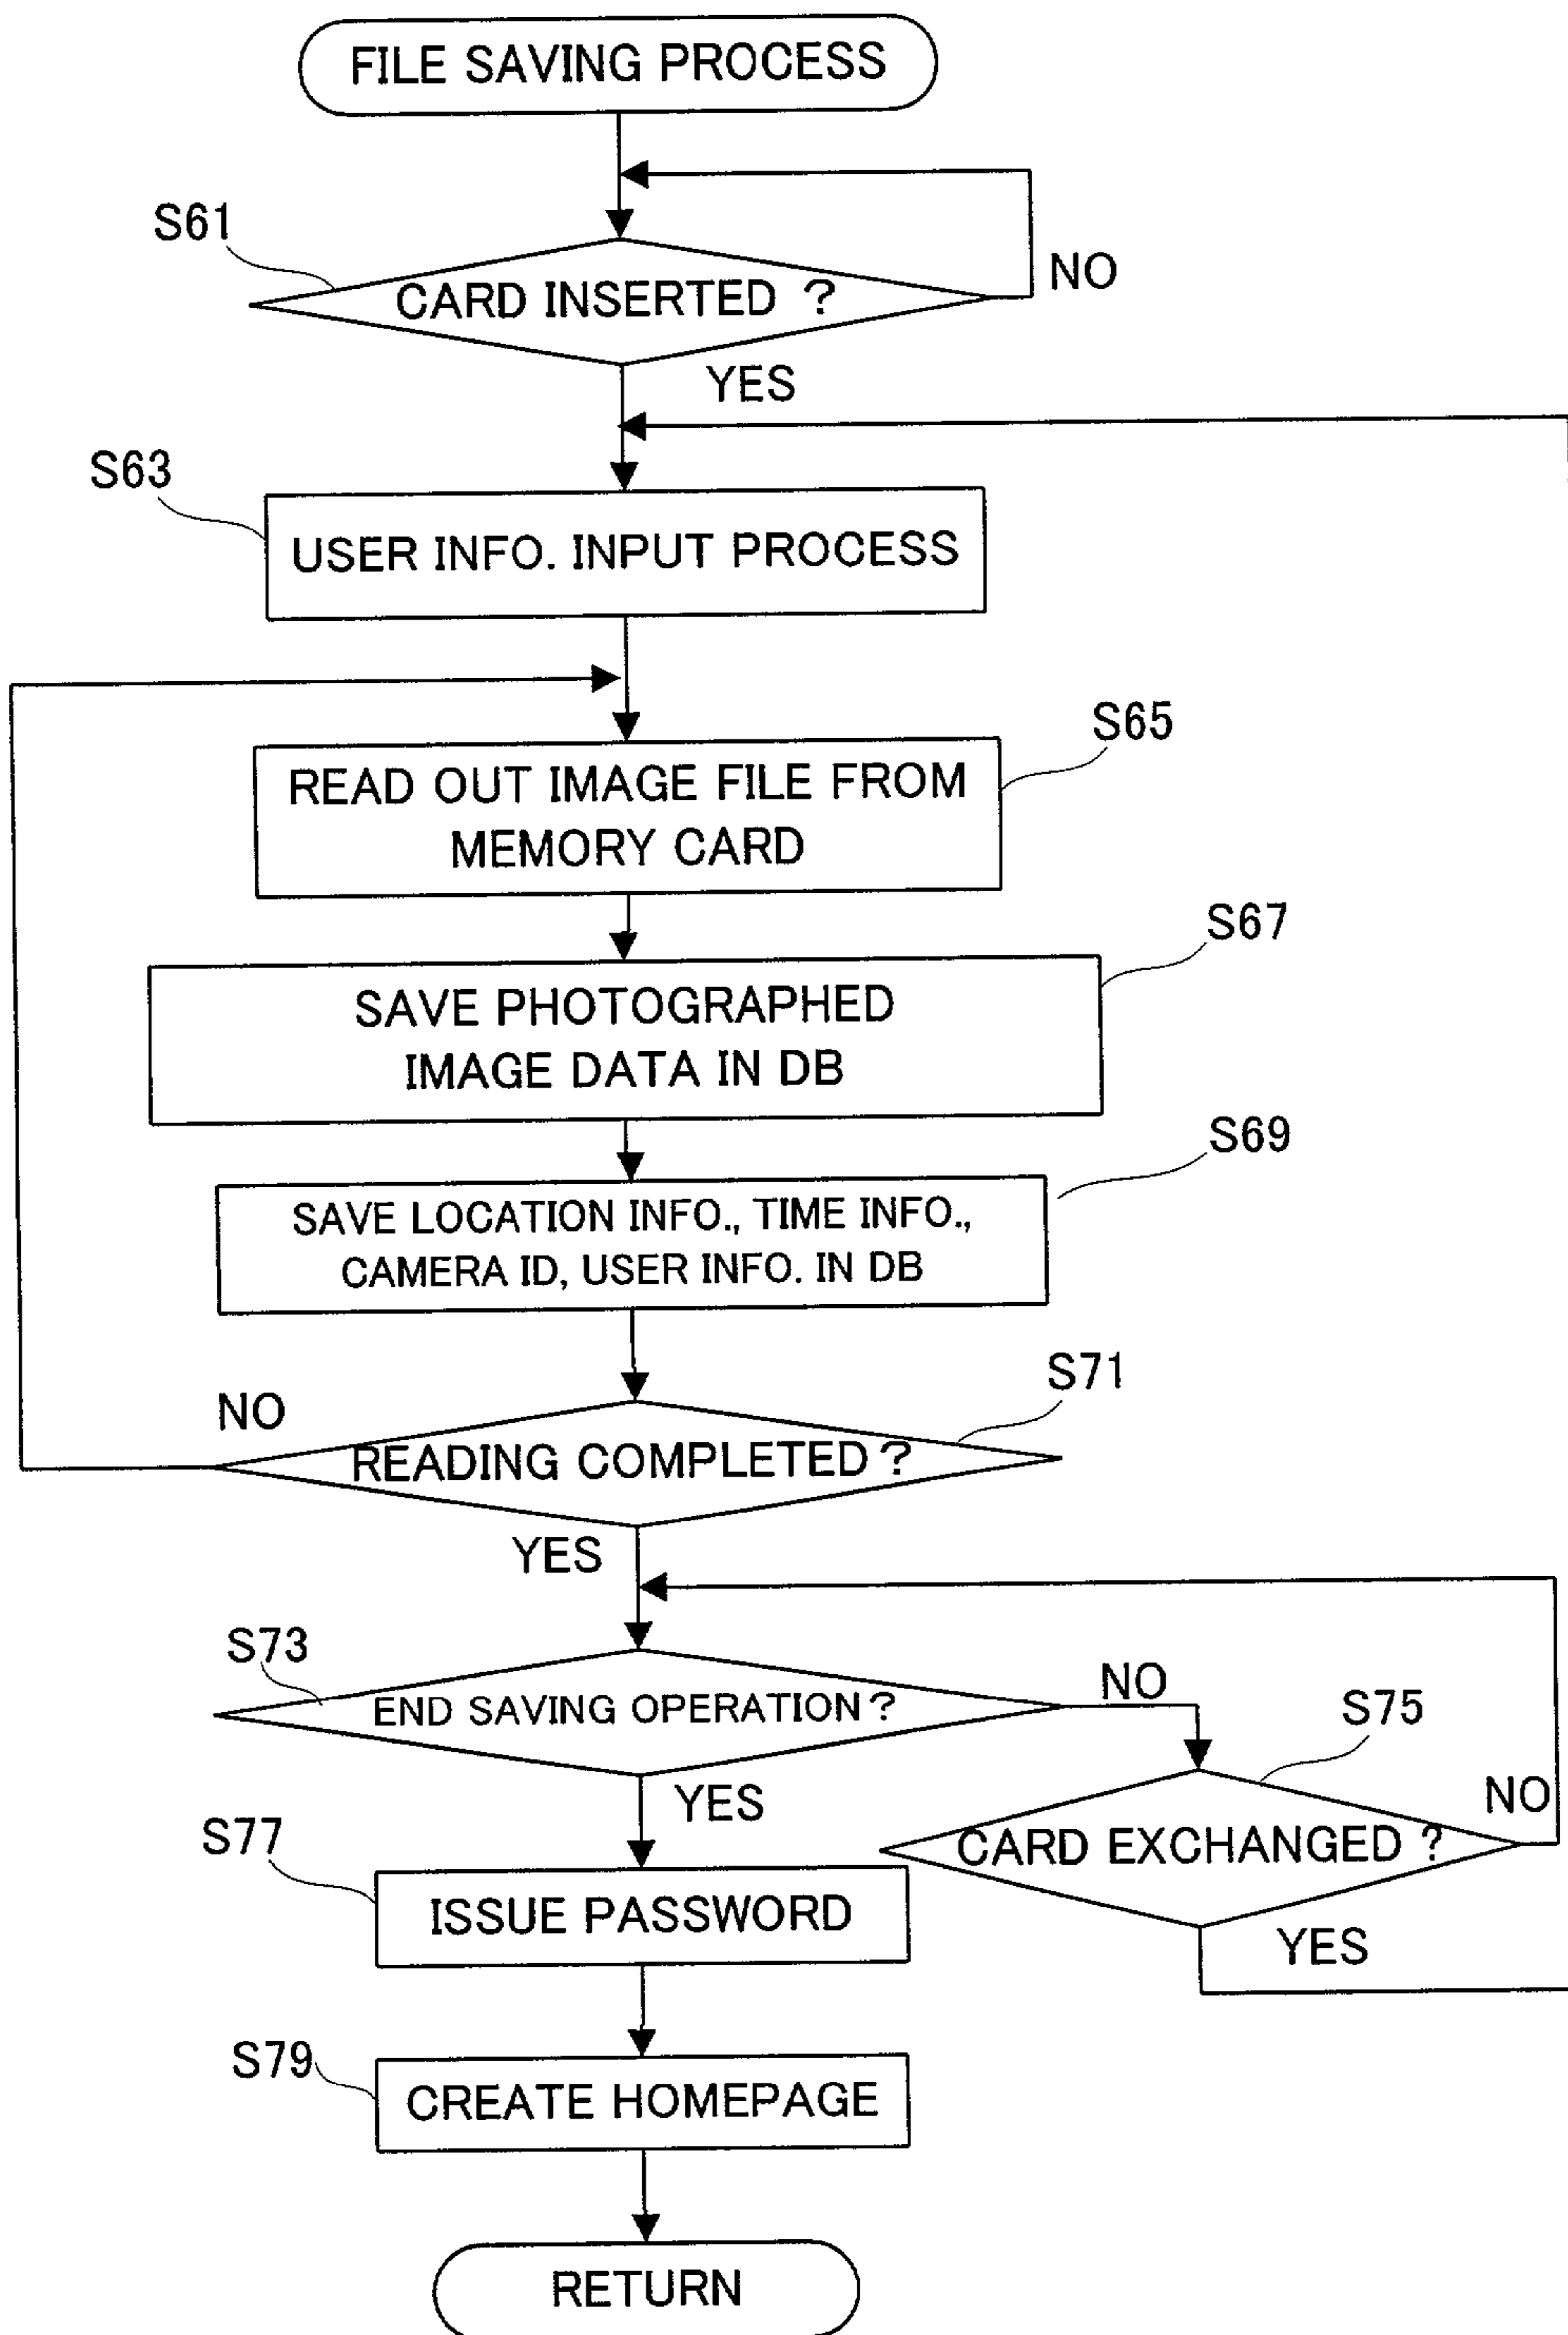 FILE SAVING PROCESS
S61
CARD INSERTED ?
NO
YES
S63
USER INFO. INPUT PROCESS
S65
READ OUT IMAGE FILE FROM
MEMORY CARD
S67
SAVE PHOTOGRAPHED
IMAGE DATA IN DB
S69
SAVE LOCATION INFO., TIME INFO.,
CAMERA ID, USER INFO. IN DB
S71
NO
READING COMPLETED ?
YES
S73
END SAVING OPERATION ?
NO
S75
YES
NO
CARD EXCHANGED ?
S77
ISSUE PASSWORD
YES
S79
CREATE HOMEPAGE
RETURN